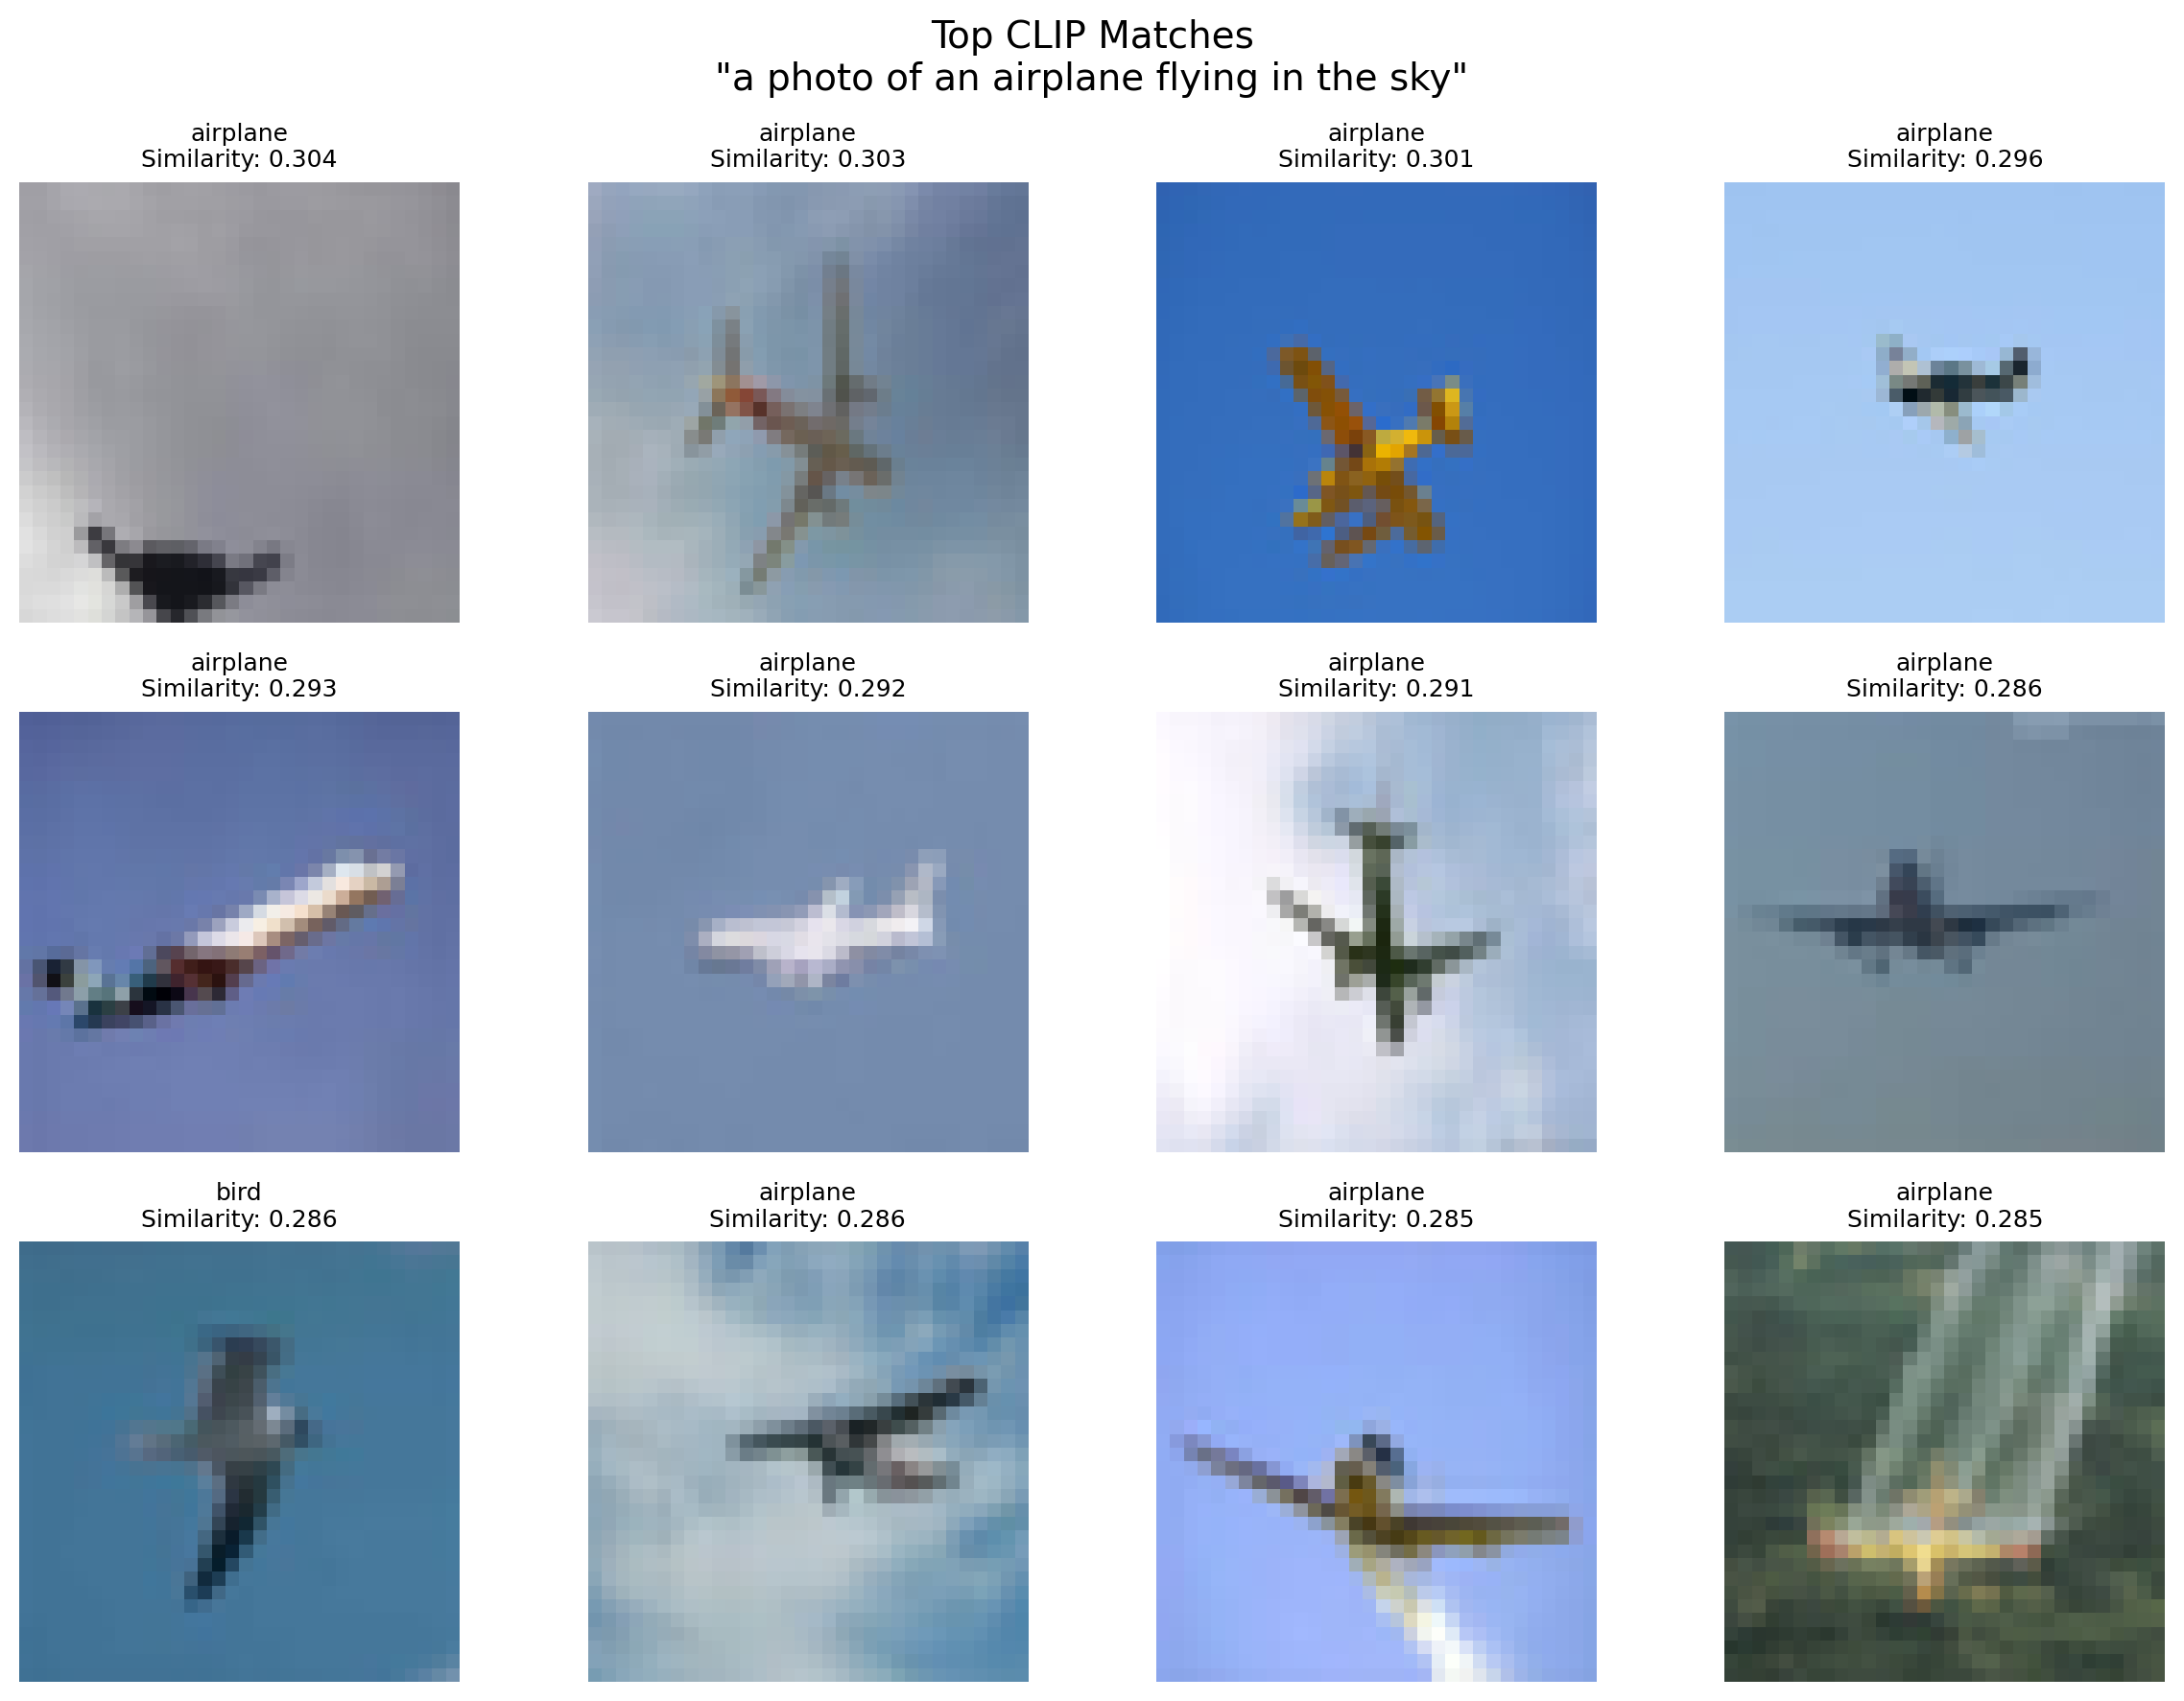 Top CLIP Matches
"a photo of an airplane flying in the sky"
airplane
Similarity: 0.304
airplane
Similarity: 0.303
airplane
Similarity: 0.301
airplane
Similarity: 0.296
airplane
Similarity: 0.293
airplane
Similarity: 0.292
airplane
Similarity: 0.291
airplane
Similarity: 0.286
bird
Similarity: 0.286
airplane
Similarity: 0.286
airplane
Similarity: 0.285
airplane
Similarity: 0.285